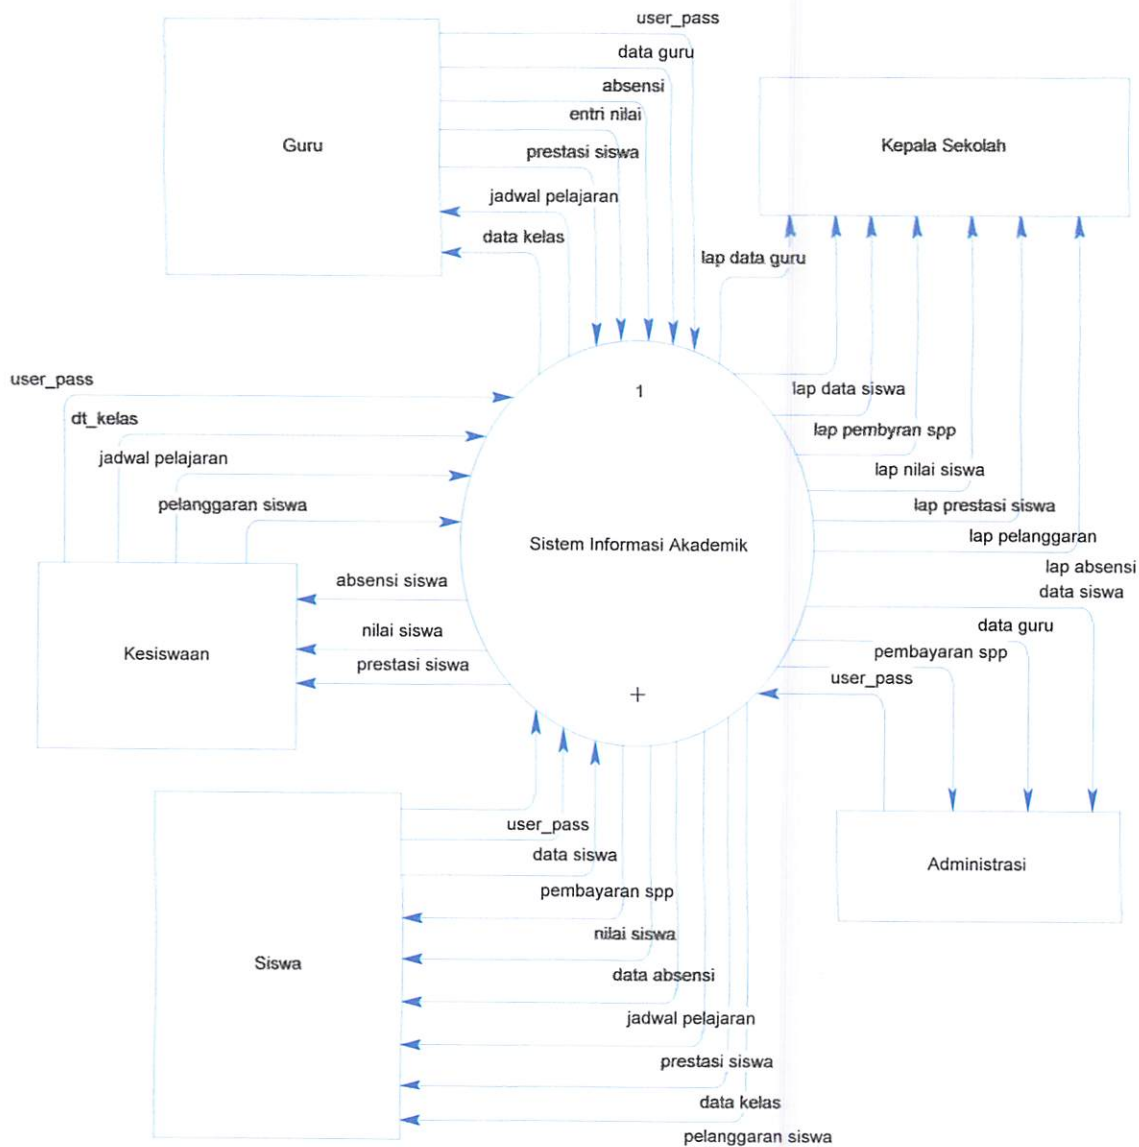 user_pass
data guru
absensi
entri nilai
prestasi siswa
jadwal pelajaran
data kelas
Guru
Kepala Sekolah
lap data guru
lap data siswa
lap pembyran spp
lap nilai siswa
lap prestasi siswa
lap pelanggaran
lap absensi
user_pass
dt_kelas
jadwal pelajaran
pelanggaran siswa
1
Sistem Informasi Akademik
+
absensi siswa
nilai siswa
prestasi siswa
Kesiswaan
data siswa
data guru
pembayaran spp
user_pass
Administrasi
user_pass
data siswa
pembayaran spp
nilai siswa
data absensi
jadwal pelajaran
prestasi siswa
data kelas
pelanggaran siswa
Siswa